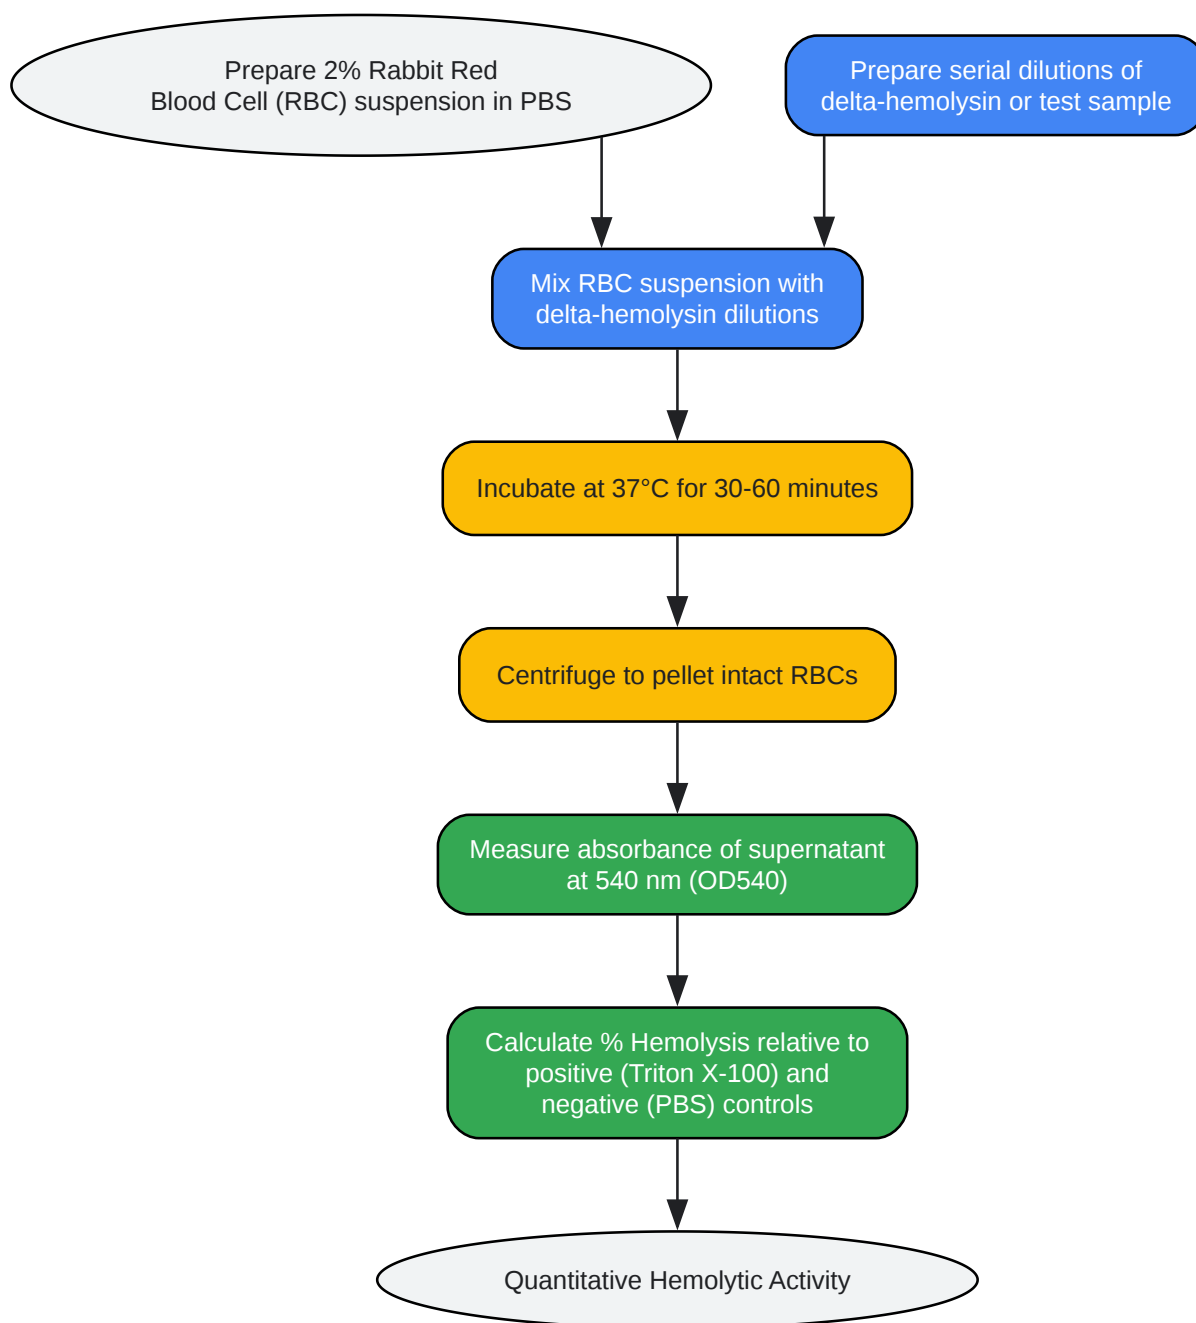 Prepare 2% Rabbit Red
Blood Cell (RBC) suspension in PBS
Prepare serial dilutions of
delta-hemolysin or test sample
Mix RBC suspension with
delta-hemolysin dilutions
Incubate at 37°C for 30-60 minutes
Centrifuge to pellet intact RBCs
Measure absorbance of supernatant
at 540 nm (OD540)
Calculate % Hemolysis relative to
positive (Triton X-100) and
negative (PBS) controls
Quantitative Hemolytic Activity